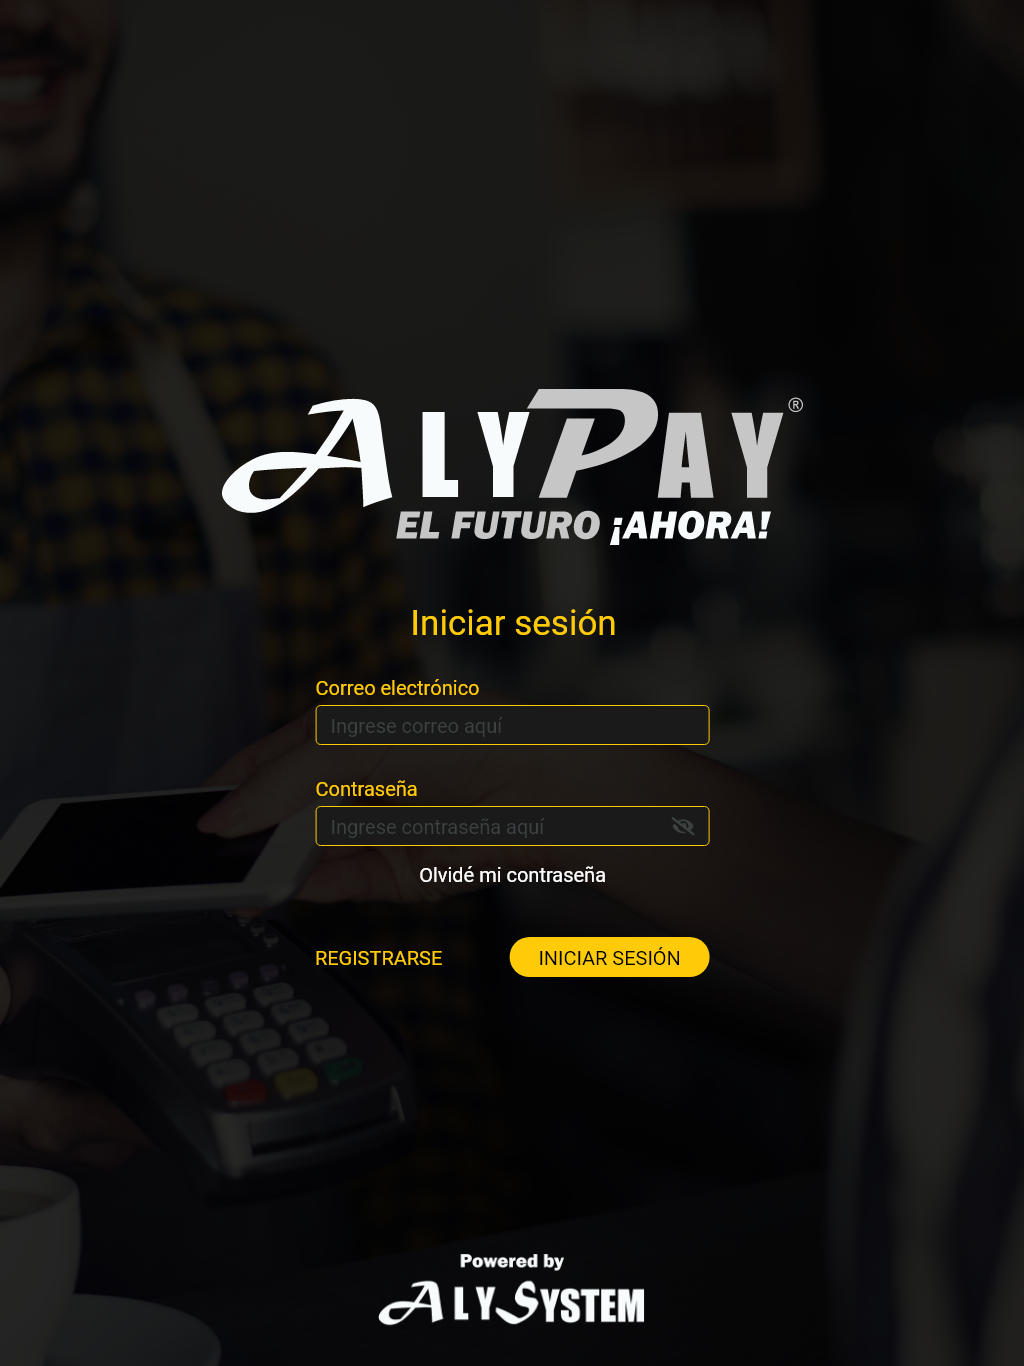 ALYPAY®
EL FUTURO ¡AHORA!
Iniciar sesión
Correo electrónico
Ingrese correo aquí
Contraseña
Ingrese contraseña aquí
Olvidé mi contraseña
REGISTRARSE
INICIAR SESIÓN
Powered by
ALYSYSTEM